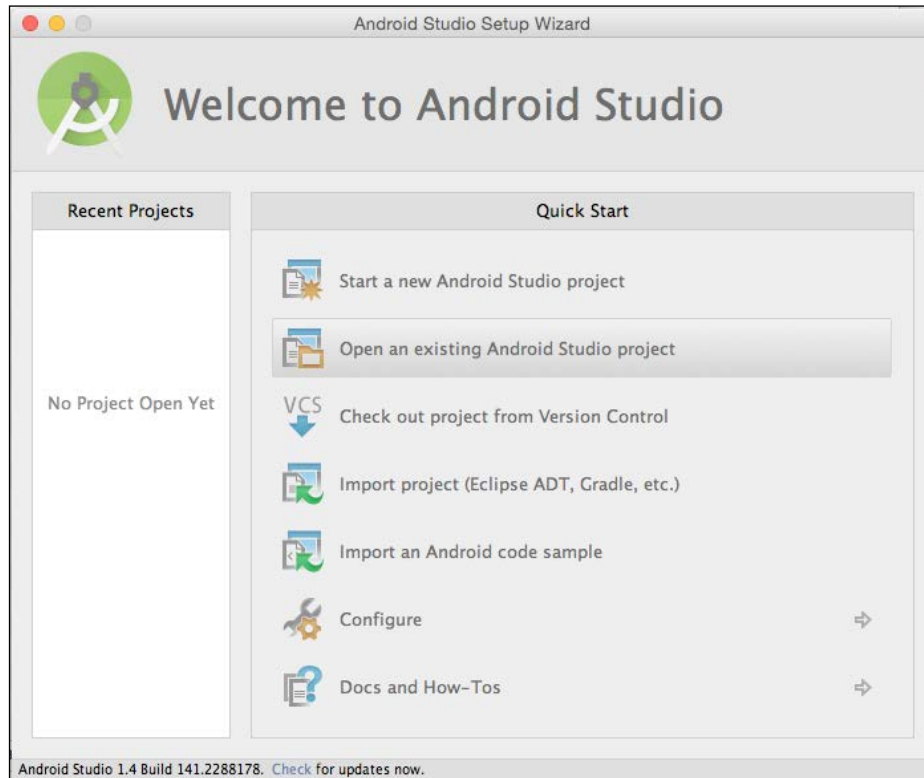 Android Studio Setup Wizard
Welcome to Android Studio
Recent Projects
No Project Open Yet
Quick Start
Start a new Android Studio project
Open an existing Android Studio project
VCS
Check out project from Version Control
Import project (Eclipse ADT, Gradle, etc.)
Import an Android code sample
Configure
Docs and How-Tos
Android Studio 1.4 Build 141.2288178. Check for updates now.